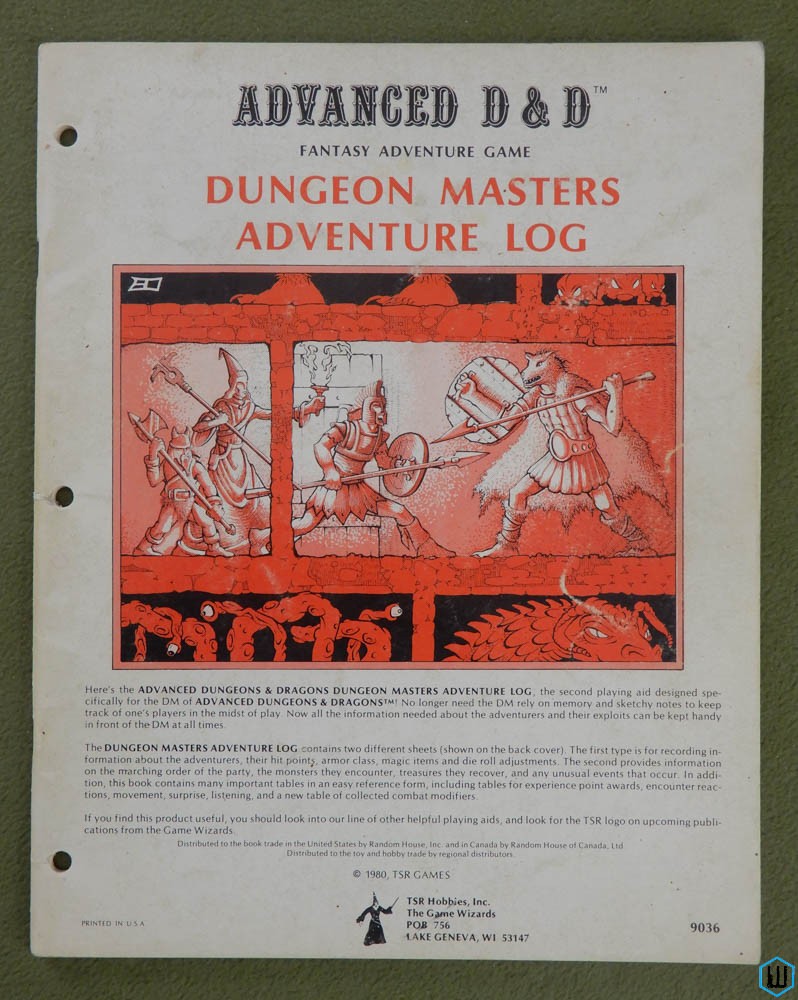 ADVANCED D & D™
FANTASY ADVENTURE GAME
DUNGEON MASTERS
ADVENTURE LOG
Here's the ADVANCED DUNGEONS & DRAGONS DUNGEON MASTERS ADVENTURE LOG, the second playing aid designed spe-
cifically for the DM of ADVANCED DUNGEONS & DRAGONS™! No longer need the DM rely on memory and sketchy notes to keep
track of one's players in the midst of play. Now all the information needed about the adventurers and their exploits can be kept handy
in front of the DM at all times.
The DUNGEON MASTERS ADVENTURE LOG contains two different sheets (shown on the back cover). The first type is for recording in-
formation about the adventurers, their hit points, armor class, magic items and die roll adjustments. The second provides information
on the marching order of the party, the monsters they encounter, treasures they recover, and any unusual events that occur. In addi-
tion, this book contains many important tables in an easy reference form, including tables for experience point awards, encounter reac-
tions, movement, surprise, listening, and a new table of collected combat modifiers.
If you find this product useful, you should look into our line of other helpful playing aids, and look for the TSR logo on upcoming publi-
cations from the Game Wizards.
Distributed to the book trade in the United States by Random House, Inc. and in Canada by Random House of Canada, Ltd.
Distributed to the toy and hobby trade by regional distributors.
© 1980, TSR GAMES
TSR Hobbies, Inc.
The Game Wizards
POB 756
LAKE GENEVA, WI 53147
PRINTED IN U.S.A.
9036